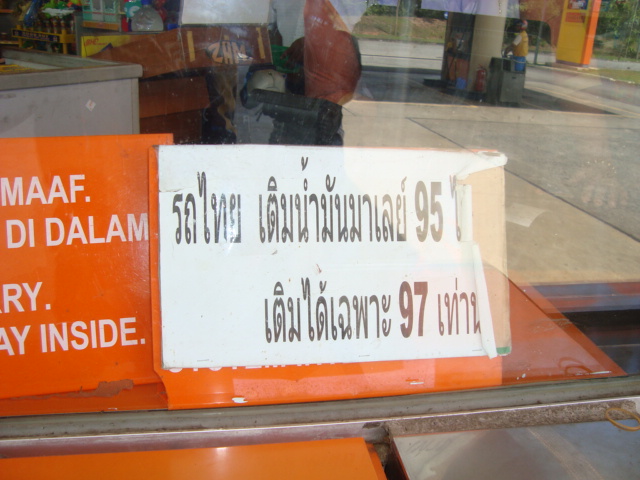 MAAF.
DI DALAM
ARY.
AY INSIDE.
รถไทย เติมน้ำมันมาเลย์ 95
เติมได้เฉพาะ 97 เท่าน